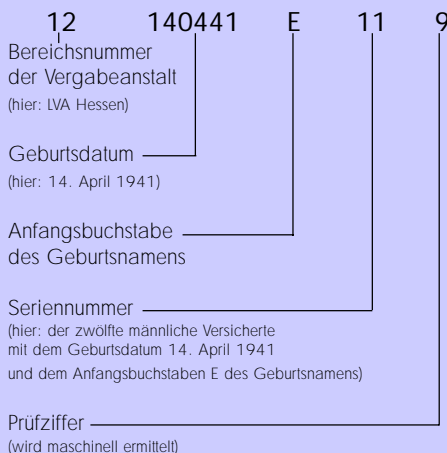 12 140441 E 11 9
Bereichsnummer
der Vergabeanstalt
(hier: LVA Hessen)
Geburtsdatum
(hier: 14. April 1941)
Anfangsbuchstabe
des Geburtsnamens
Seriennummer
(hier: der zwölfte männliche Versicherte
mit dem Geburtsdatum 14. April 1941
und dem Anfangsbuchstaben E des Geburtsnamens)
Prüfziffer
(wird maschinell ermittelt)